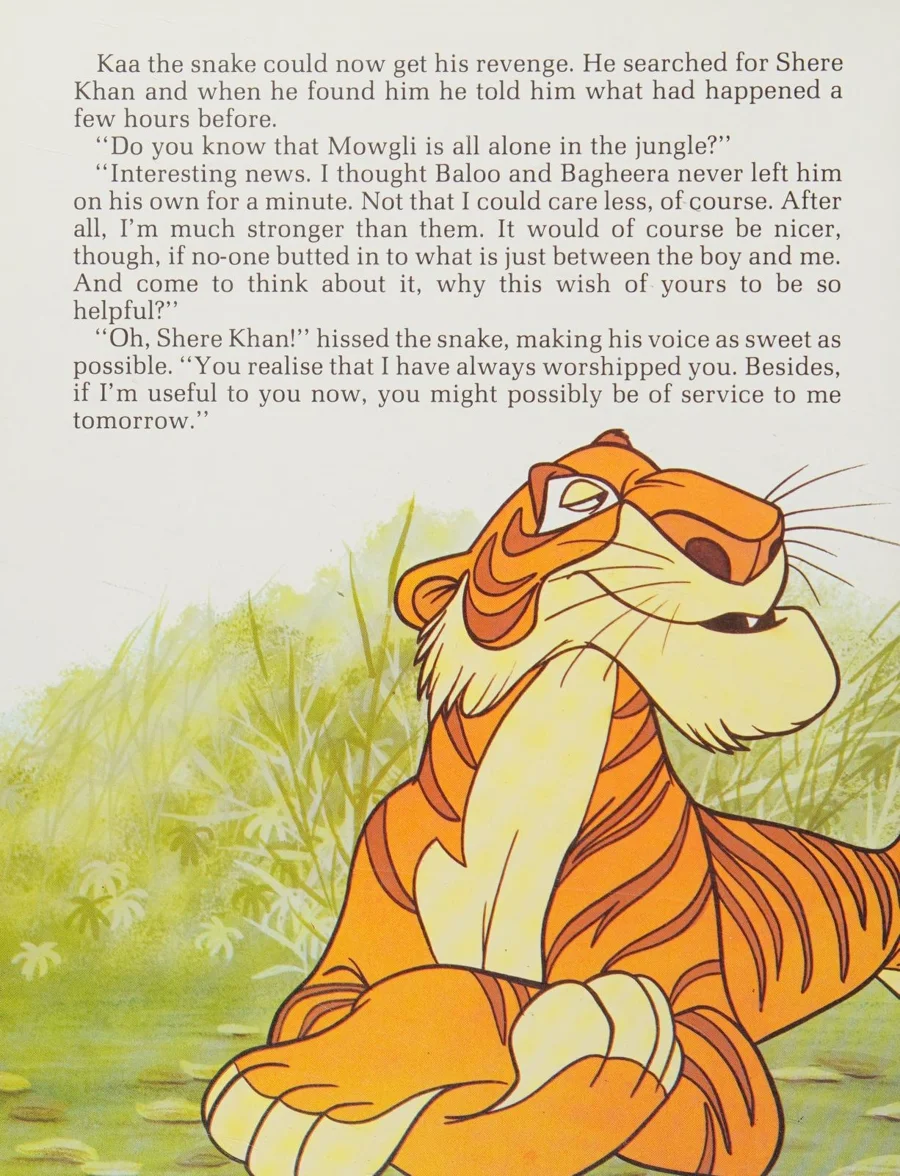 Kaa the snake could now get his revenge. He searched for Shere
Khan and when he found him he told him what had happened a
few hours before.
“Do you know that Mowgli is all alone in the jungle?”
“Interesting news. I thought Baloo and Bagheera never left him
on his own for a minute. Not that I could care less, of course. After
all, I’m much stronger than them. It would of course be nicer,
though, if no-one butted in to what is just between the boy and me.
And come to think about it, why this wish of yours to be so
helpful?”
“Oh, Shere Khan!” hissed the snake, making his voice as sweet as
possible. “You realise that I have always worshipped you. Besides,
if I’m useful to you now, you might possibly be of service to me
tomorrow.”